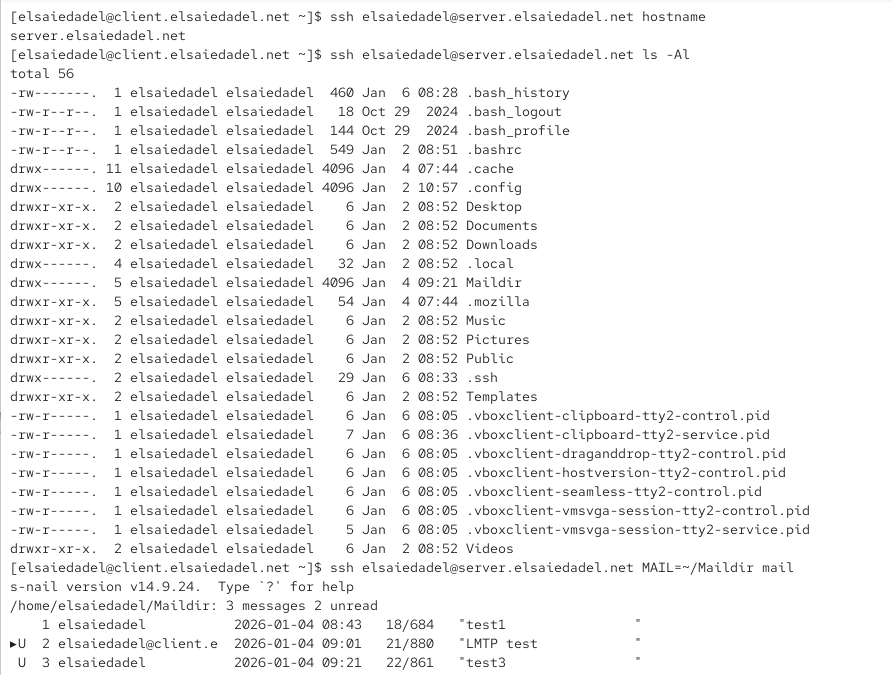 [elsaiedadel@client.elsaiedadel.net ~]$ ssh elsaiedadel@server.elsaiedadel.net hostname
server.elsaiedadel.net
[elsaiedadel@client.elsaiedadel.net ~]$ ssh elsaiedadel@server.elsaiedadel.net ls -Al
total 56
-rw-------.  1 elsaiedadel elsaiedadel  460 Jan  6 08:28 .bash_history
-rw-r--r--.  1 elsaiedadel elsaiedadel   18 Oct 29  2024 .bash_logout
-rw-r--r--.  1 elsaiedadel elsaiedadel  144 Oct 29  2024 .bash_profile
-rw-r--r--.  1 elsaiedadel elsaiedadel  549 Jan  2 08:51 .bashrc
drwx------. 11 elsaiedadel elsaiedadel 4096 Jan  4 07:44 .cache
drwx------. 10 elsaiedadel elsaiedadel 4096 Jan  2 10:57 .config
drwxr-xr-x.  2 elsaiedadel elsaiedadel    6 Jan  2 08:52 Desktop
drwxr-xr-x.  2 elsaiedadel elsaiedadel    6 Jan  2 08:52 Documents
drwxr-xr-x.  2 elsaiedadel elsaiedadel    6 Jan  2 08:52 Downloads
drwx------.  4 elsaiedadel elsaiedadel   32 Jan  2 08:52 .local
drwx------.  5 elsaiedadel elsaiedadel 4096 Jan  4 09:21 Maildir
drwxr-xr-x.  5 elsaiedadel elsaiedadel   54 Jan  4 07:44 .mozilla
drwxr-xr-x.  2 elsaiedadel elsaiedadel    6 Jan  2 08:52 Music
drwxr-xr-x.  2 elsaiedadel elsaiedadel    6 Jan  2 08:52 Pictures
drwxr-xr-x.  2 elsaiedadel elsaiedadel    6 Jan  2 08:52 Public
drwx------.  2 elsaiedadel elsaiedadel   29 Jan  6 08:33 .ssh
drwxr-xr-x.  2 elsaiedadel elsaiedadel    6 Jan  2 08:52 Templates
-rw-r-----.  1 elsaiedadel elsaiedadel    6 Jan  6 08:05 .vboxclient-clipboard-tty2-control.pid
-rw-r-----.  1 elsaiedadel elsaiedadel    7 Jan  6 08:36 .vboxclient-clipboard-tty2-service.pid
-rw-r-----.  1 elsaiedadel elsaiedadel    6 Jan  6 08:05 .vboxclient-draganddrop-tty2-control.pid
-rw-r-----.  1 elsaiedadel elsaiedadel    6 Jan  6 08:05 .vboxclient-hostversion-tty2-control.pid
-rw-r-----.  1 elsaiedadel elsaiedadel    6 Jan  6 08:05 .vboxclient-seamless-tty2-control.pid
-rw-r-----.  1 elsaiedadel elsaiedadel    6 Jan  6 08:05 .vboxclient-vmsvga-session-tty2-control.pid
-rw-r-----.  1 elsaiedadel elsaiedadel    5 Jan  6 08:05 .vboxclient-vmsvga-session-tty2-service.pid
drwxr-xr-x.  2 elsaiedadel elsaiedadel    6 Jan  2 08:52 Videos
[elsaiedadel@client.elsaiedadel.net ~]$ ssh elsaiedadel@server.elsaiedadel.net MAIL=~/Maildir mail
s-nail version v14.9.24.  Type `?' for help
/home/elsaiedadel/Maildir: 3 messages 2 unread
    1 elsaiedadel           2026-01-04 08:43   18/684   "test1                "
▸U  2 elsaiedadel@client.e  2026-01-04 09:01   21/880   "LMTP test            "
 U  3 elsaiedadel           2026-01-04 09:21   22/861   "test3                "